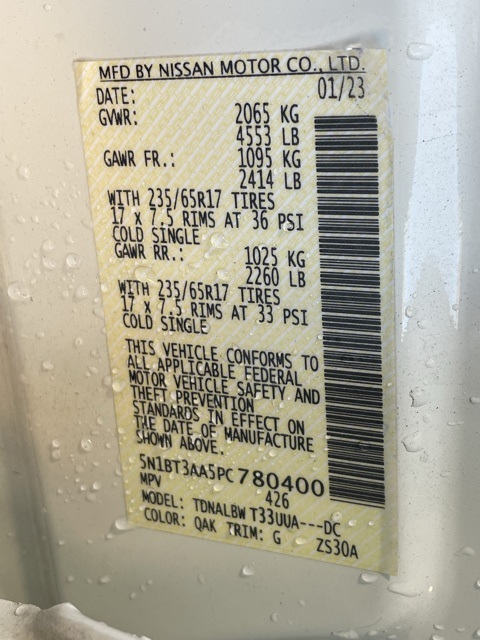 MFD BY NISSAN MOTOR CO., LTD.
DATE: 01/23
GVWR: 2065 KG
4553 LB
GAWR FR.: 1095 KG
2414 LB
WITH 235/65R17 TIRES
17 x 7.5 RIMS AT 36 PSI
COLD SINGLE
GAWR RR.: 1025 KG
2260 LB
WITH 235/65R17 TIRES
17 x 7.5 RIMS AT 33 PSI
COLD SINGLE
THIS VEHICLE CONFORMS TO
ALL APPLICABLE FEDERAL
MOTOR VEHICLE SAFETY AND
THEFT PREVENTION
STANDARDS IN EFFECT ON
THE DATE OF MANUFACTURE
SHOWN ABOVE.
5N1BT3AA5PC780400
MPV 426
MODEL: TDNALBW T33UUA---DC
COLOR: QAK TRIM: G ZS30A